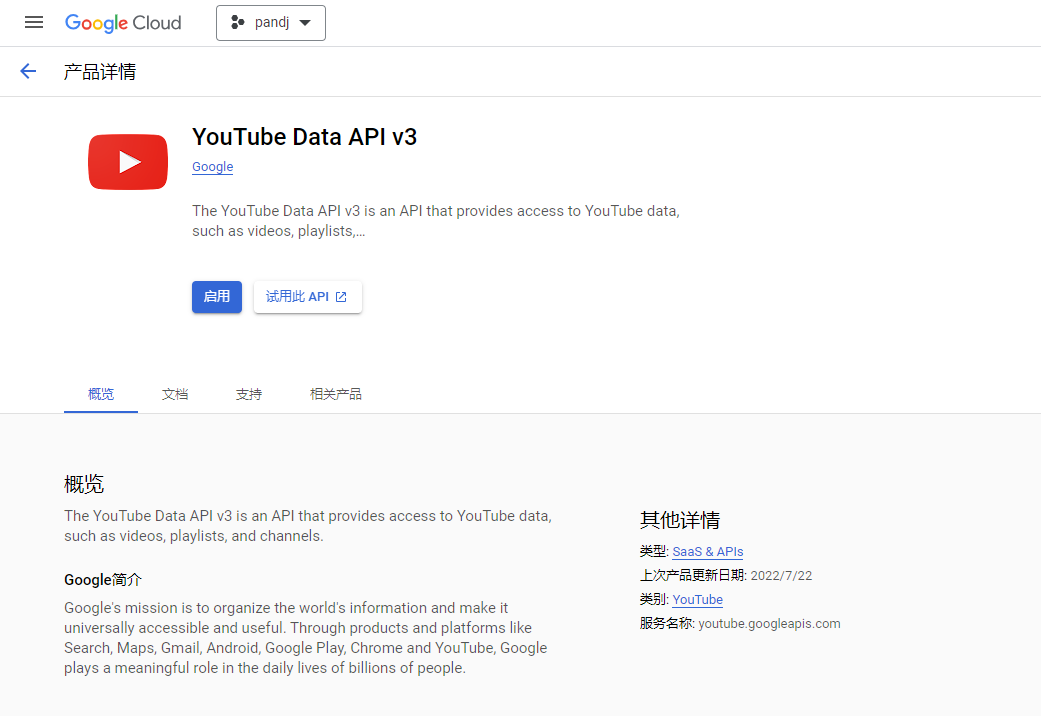 Google Cloud
pandj
产品详情
YouTube Data API v3
Google
The YouTube Data API v3 is an API that provides access to YouTube data,
such as videos, playlists,...
启用
试用此 API
概览
文档
支持
相关产品
概览
The YouTube Data API v3 is an API that provides access to YouTube data,
such as videos, playlists, and channels.
Google简介
Google's mission is to organize the world's information and make it
universally accessible and useful. Through products and platforms like
Search, Maps, Gmail, Android, Google Play, Chrome and YouTube, Google
plays a meaningful role in the daily lives of billions of people.
其他详情
类型: SaaS & APIs
上次产品更新日期: 2022/7/22
类别: YouTube
服务名称: youtube.googleapis.com